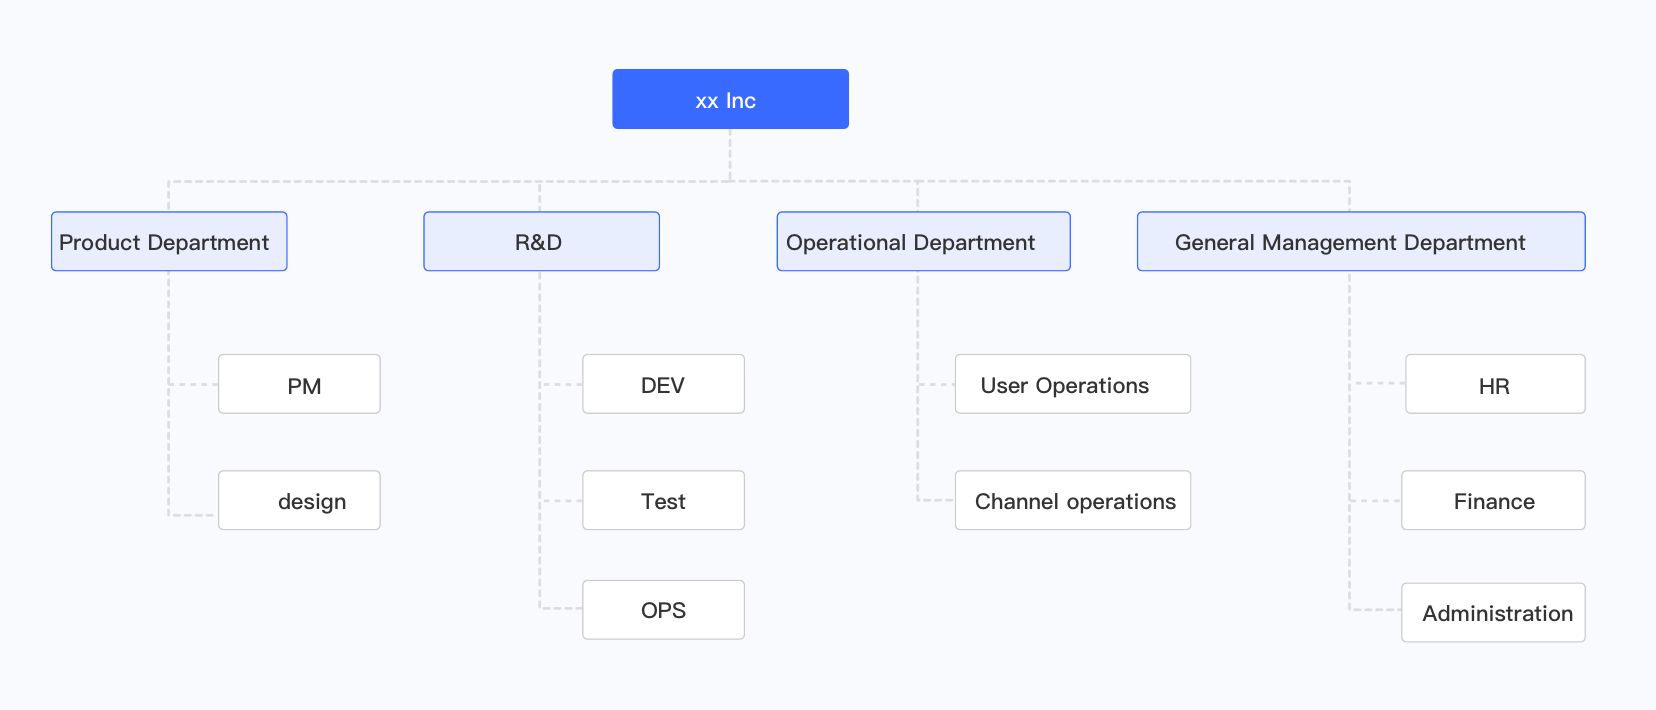 xx Inc
Product Department
R&D
Operational Department
General Management Department
PM
DEV
User Operations
HR
design
Test
Channel operations
Finance
OPS
Administration